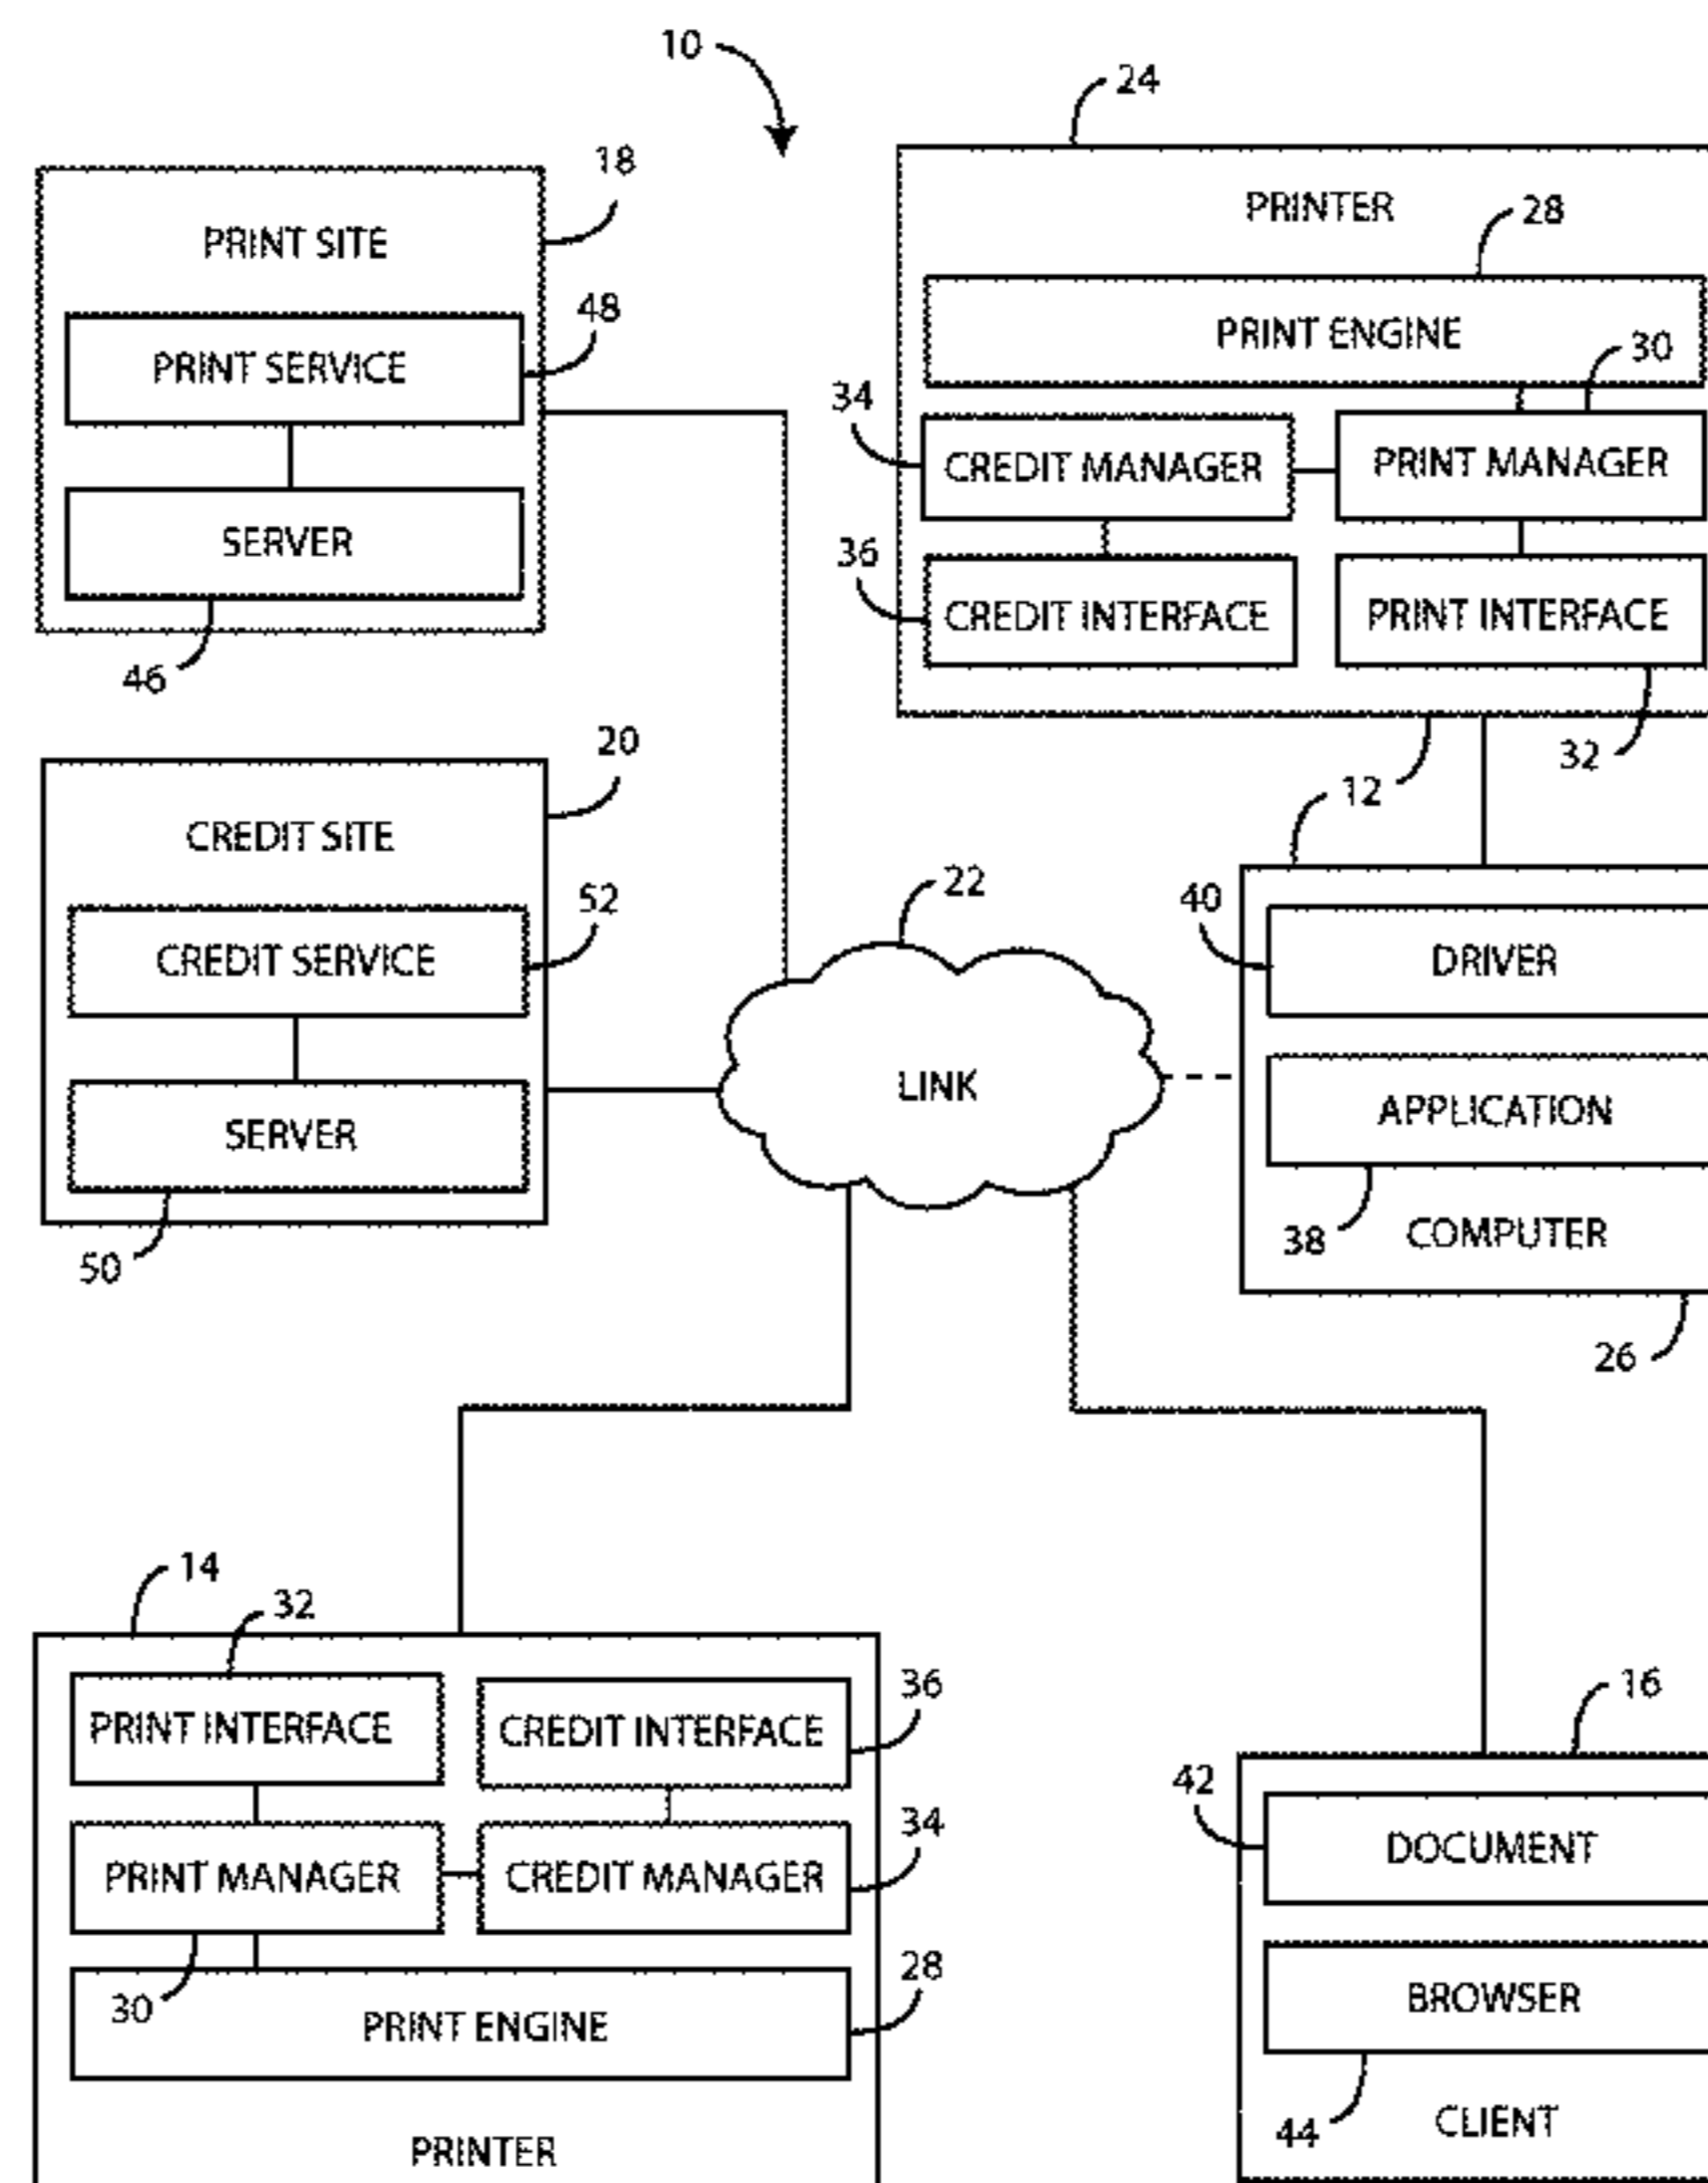 10
24
18
PRINT SITE
48
PRINT SERVICE
SERVER
46
PRINTER
28
PRINT ENGINE
30
34
CREDIT MANAGER
PRINT MANAGER
36
CREDIT INTERFACE
PRINT INTERFACE
32
12
20
CREDIT SITE
52
CREDIT SERVICE
SERVER
50
22
LINK
40
DRIVER
APPLICATION
38
COMPUTER
26
14
32
PRINT INTERFACE
36
CREDIT INTERFACE
34
PRINT MANAGER
CREDIT MANAGER
30
28
PRINT ENGINE
PRINTER
16
42
DOCUMENT
BROWSER
44
CLIENT